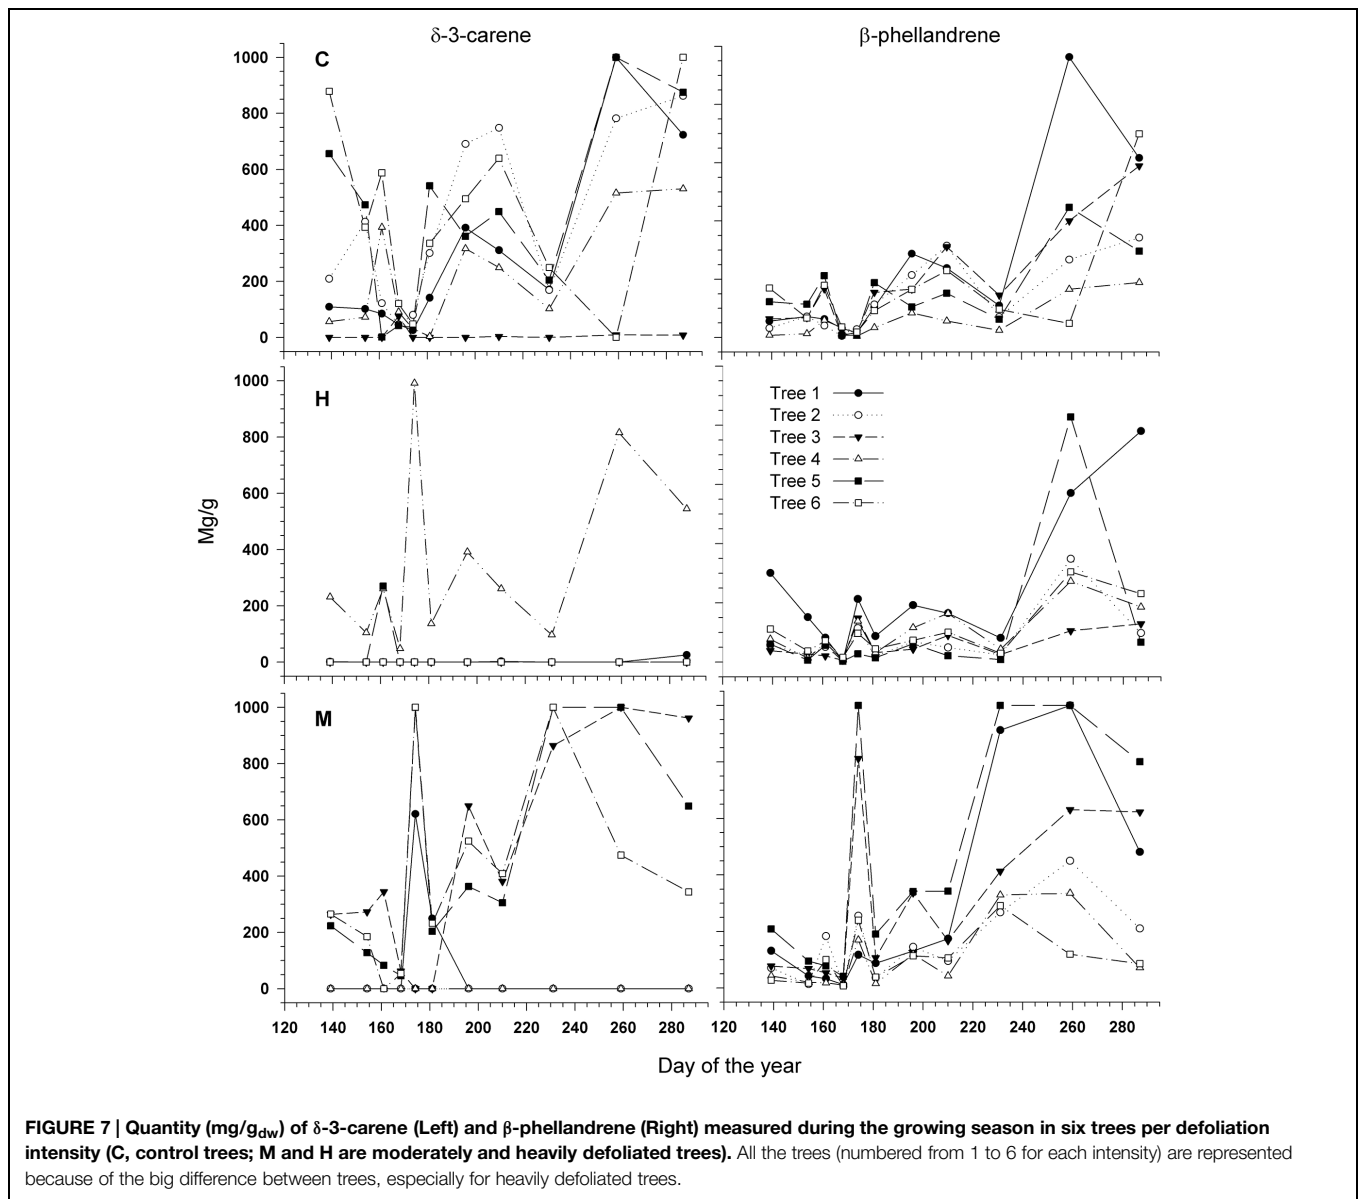 δ-3-carene
β-phellandrene
C
1000
800
600
400
200
0
H
1000
800
600
400
200
0
Tree 1
Tree 2
Tree 3
Tree 4
Tree 5
Tree 6
Mg/g
M
1000
800
600
400
200
0
120 140 160 180 200 220 240 260 280
120 140 160 180 200 220 240 260 280
Day of the year
FIGURE 7 | Quantity (mg/gdw) of δ-3-carene (Left) and β-phellandrene (Right) measured during the growing season in six trees per defoliation
intensity (C, control trees; M and H are moderately and heavily defoliated trees). All the trees (numbered from 1 to 6 for each intensity) are represented
because of the big difference between trees, especially for heavily defoliated trees.